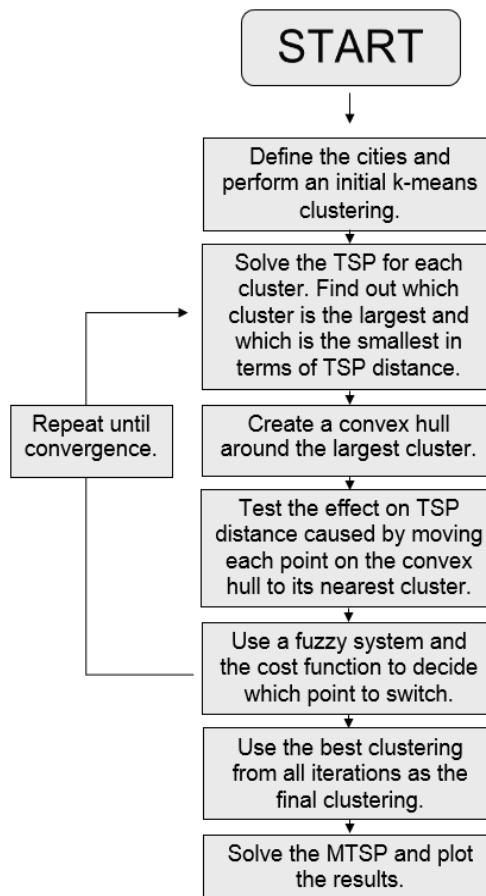 START
Define the cities and
perform an initial k-means
clustering.
Solve the TSP for each
cluster. Find out which
cluster is the largest and
which is the smallest in
terms of TSP distance.
Repeat until
convergence.
Create a convex hull
around the largest cluster.
Test the effect on TSP
distance caused by moving
each point on the convex
hull to its nearest cluster.
Use a fuzzy system and
the cost function to decide
which point to switch.
Use the best clustering
from all iterations as the
final clustering.
Solve the MTSP and plot
the results.